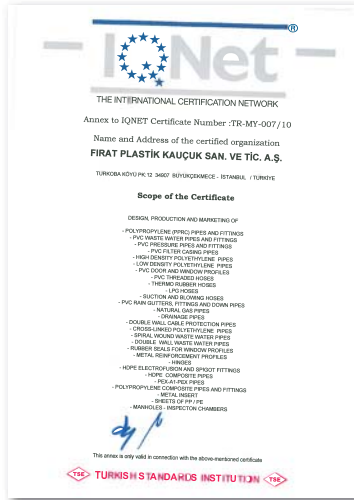 IQNet ®
THE INTERNATIONAL CERTIFICATION NETWORK
Annex to IQNET Certificate Number :TR-MY-007/10
Name and Address of the certified organization
FIRAT PLASTİK KAUÇUK SAN. VE TİC. A.Ş.
TURKOBA KÖYÜ PK:12 34907 BÜYÜKÇEKMECE - İSTANBUL / TÜRKİYE
Scope of the Certificate
DESIGN, PRODUCTION AND MARKETING OF
- POLYPROPYLENE (PPRC) PIPES AND FITTINGS
- PVC WASTE WATER PIPES AND FITTINGS
- PVC PRESSURE PIPES AND FITTINGS
- PVC FILTER CASING PIPES
- HIGH DENSITY POLYETHYLENE PIPES
- LOW DENSITY POLYETHYLENE PIPES
- PVC DOOR AND WINDOW PROFILES
- PVC THREADED HOSES
- THERMO RUBBER HOSES
- LPG HOSES
- SUCTION AND BLOWING HOSES
- PVC RAIN GUTTERS, FITTINGS AND DOWN PIPES
- NATURAL GAS PIPES
- DRAINAGE PIPES
- DOUBLE WALL CABLE PROTECTION PIPES
- CROSS-LINKED POLYETHYLENE PIPES
- SPIRAL WOUND WASTE WATER PIPES
- DOUBLE WALL WASTE WATER PIPES
- RUBBER SEALS FOR WINDOW PROFILES
- METAL REINFORCEMENT PROFILES
- HINGES
- HDPE ELECTROFUSION AND SPIGOT FITTINGS
- HDPE COMPOSITE PIPES
- PEX-A1-PEX PIPES
- POLYPROPYLENE COMPOSITE PIPES AND FITTINGS
- METAL INSERT
- SHEETS OF PP / PE
- MANHOLES - INSPECTON CHAMBERS
This annex is only valid in connection with the above-mentioned certificate
TSE TURKISH STANDARDS INSTITUTION TSE